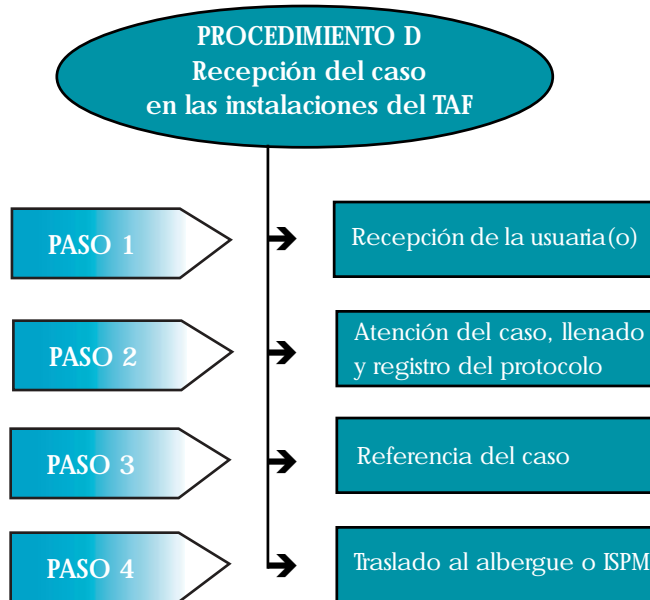 PROCEDIMIENTO D
Recepción del caso
en las instalaciones del TAF
PASO 1
Recepción de la usuaria(o)
PASO 2
Atención del caso, llenado
y registro del protocolo
PASO 3
Referencia del caso
PASO 4
Traslado al albergue o ISPM